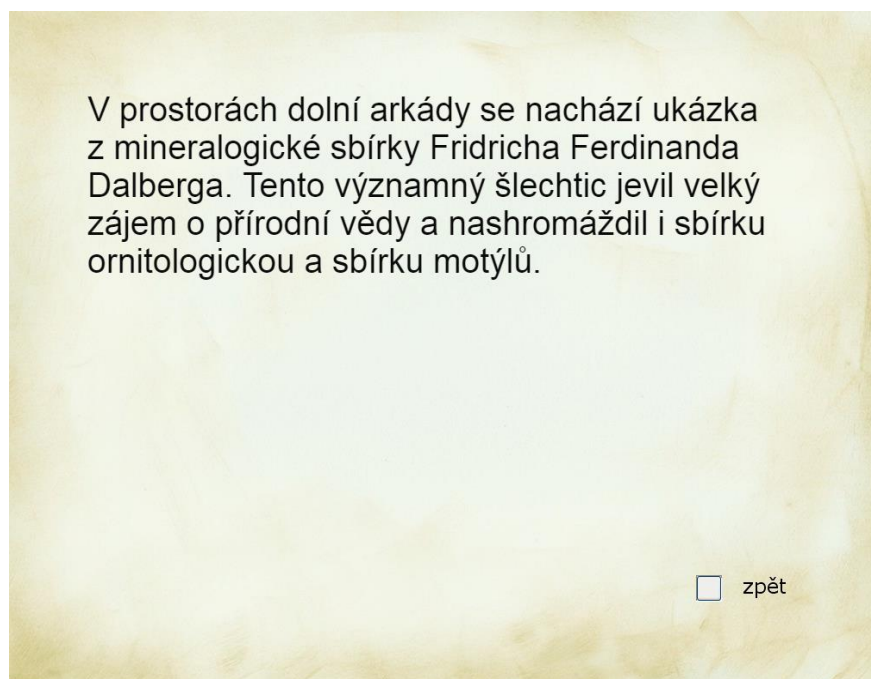 V prostorách dolní arkády se nachází ukázka
z mineralogické sbírky Fridricha Ferdinanda
Dalberga. Tento významný šlechtic jevil velký
zájem o přírodní vědy a nashromáždil i sbírku
ornitologickou a sbírku motýlů.
zpět